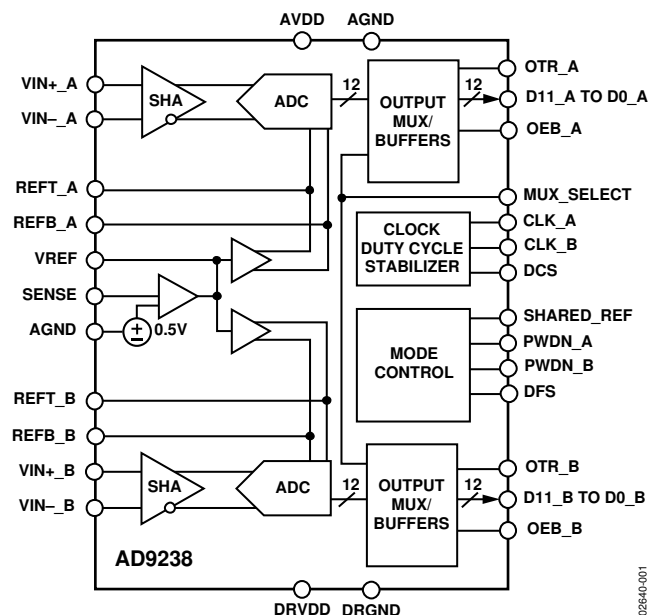 AVDD AGND
VIN+_A
VIN–_A
REFT_A
REFB_A
VREF
SENSE
AGND
REFT_B
REFB_B
VIN+_B
VIN–_B
SHA
ADC
12
OUTPUT
MUX/
BUFFERS
12
OTR_A
D11_A TO D0_A
OEB_A
MUX_SELECT
CLOCK
DUTY CYCLE
STABILIZER
CLK_A
CLK_B
DCS
0.5V
MODE
CONTROL
SHARED_REF
PWDN_A
PWDN_B
DFS
SHA
ADC
12
OUTPUT
MUX/
BUFFERS
12
OTR_B
D11_B TO D0_B
OEB_B
AD9238
DRVDD DRGND
02640-001